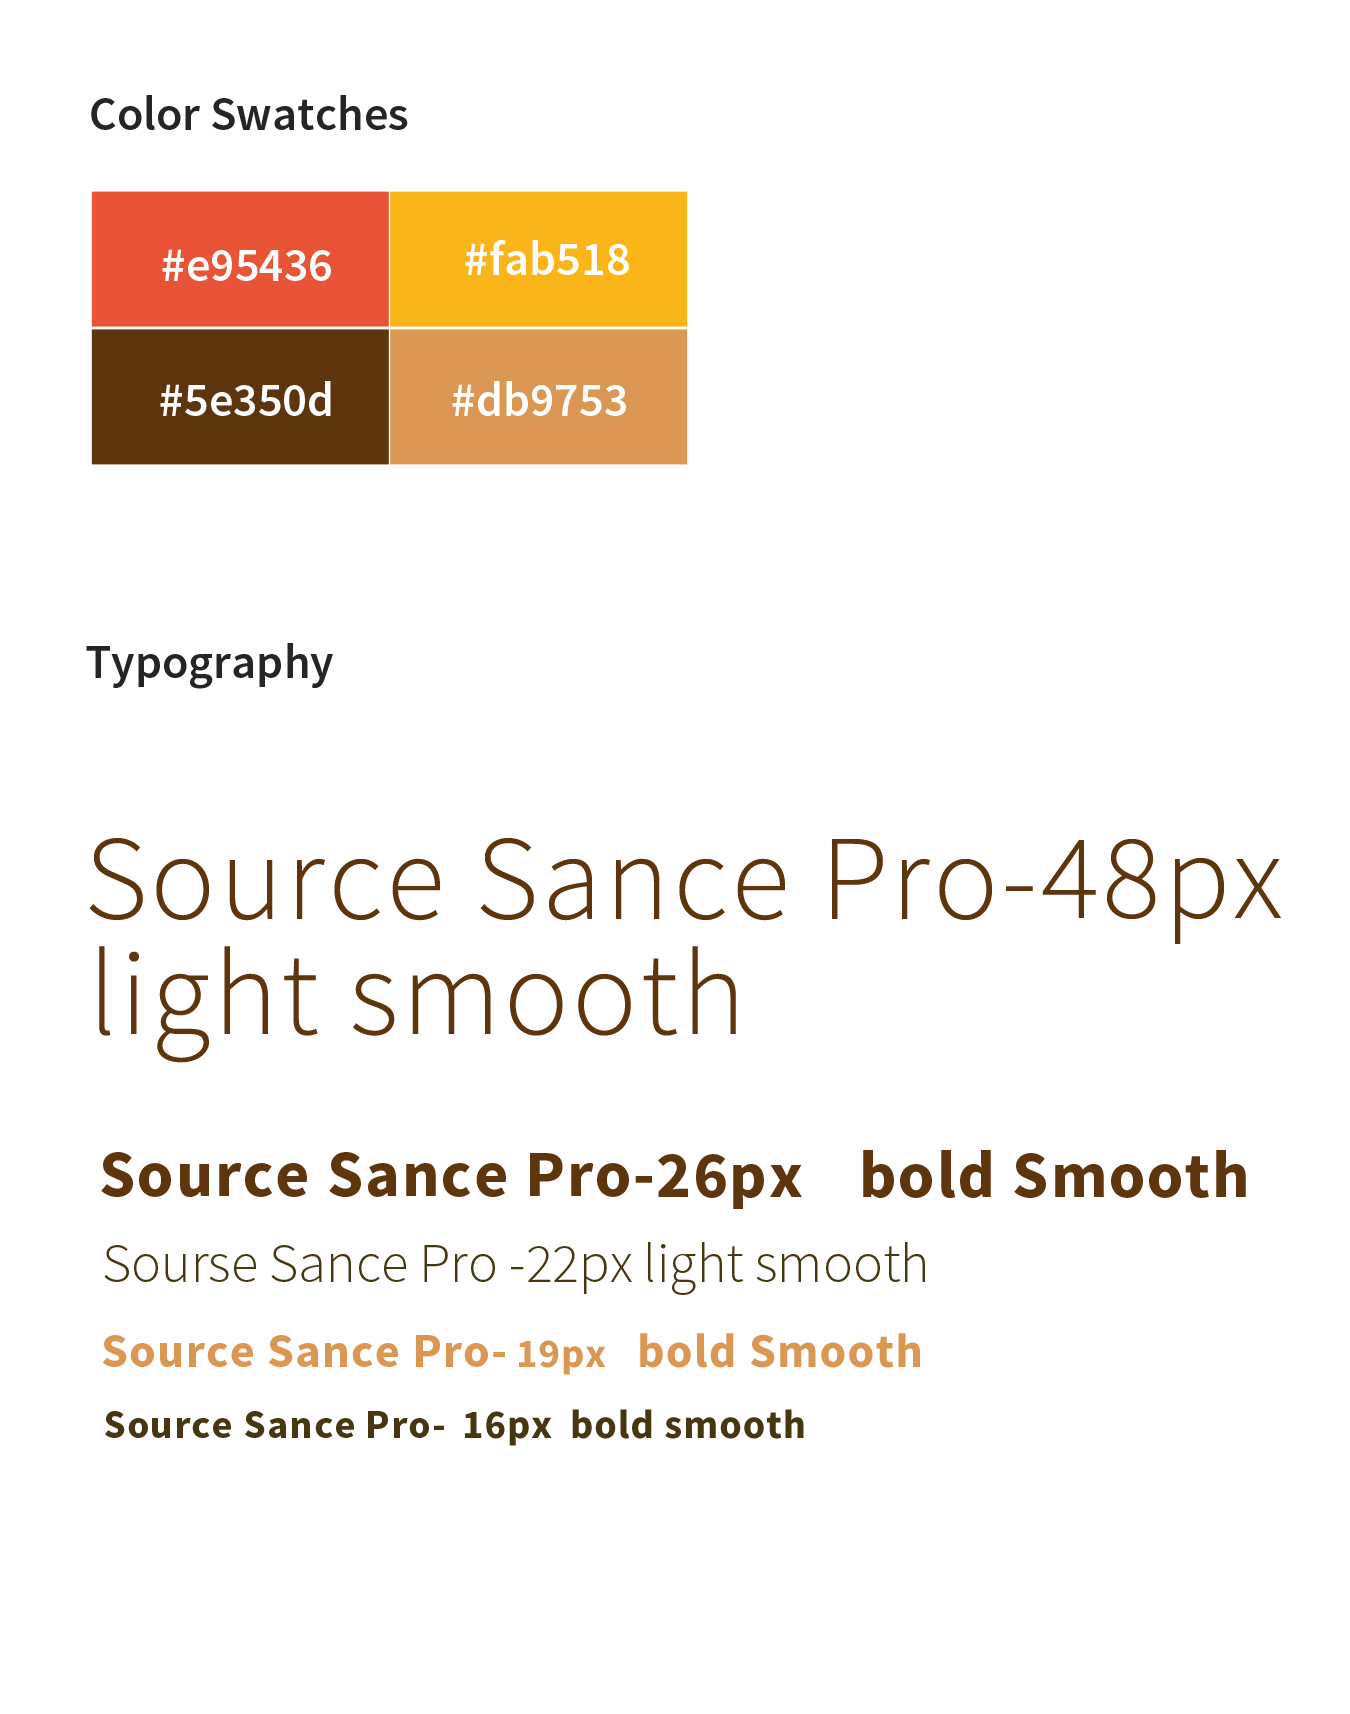 Color Swatches
#e95436 #fab518
#5e350d #db9753
Typography
Source Sance Pro-48px
light smooth
Source Sance Pro-26px bold Smooth
Sourse Sance Pro -22px light smooth
Source Sance Pro- 19px bold Smooth
Source Sance Pro- 16px bold smooth